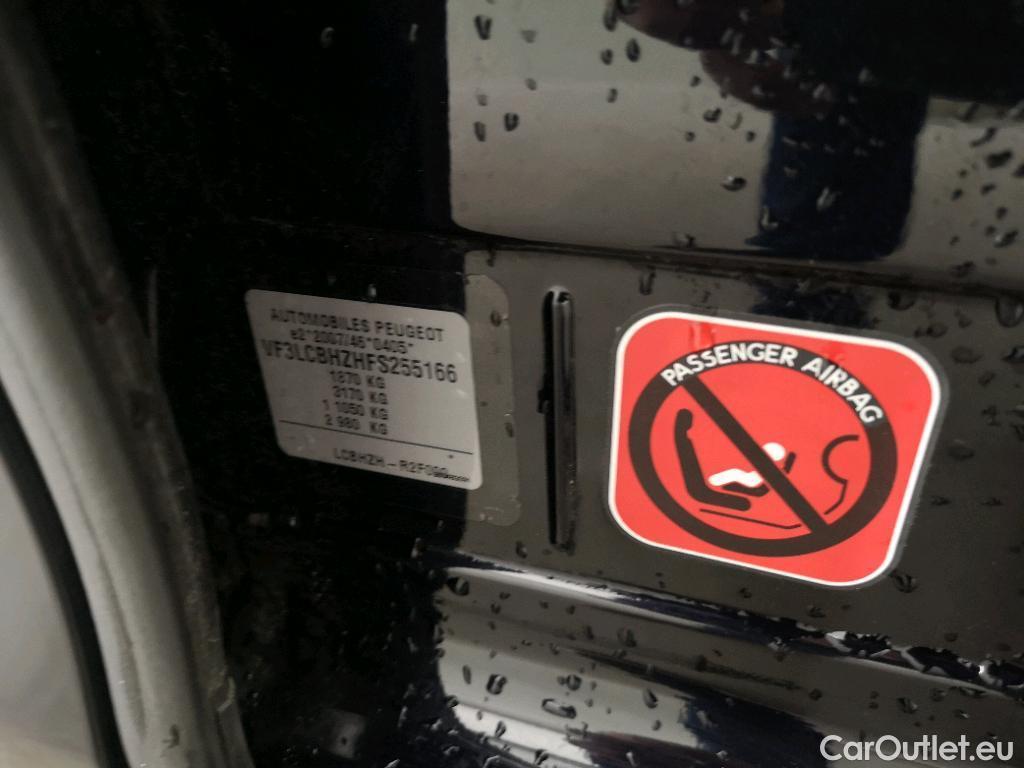 AUTOMOBILES PEUGEOT
e2*2007/46*0405*
VF3LCBHZHFS255166
1870 KG
3170 KG
1 1050 KG
2 980 KG
LCBHZH - R2F099
PASSENGER AIRBAG
CarOutlet.eu